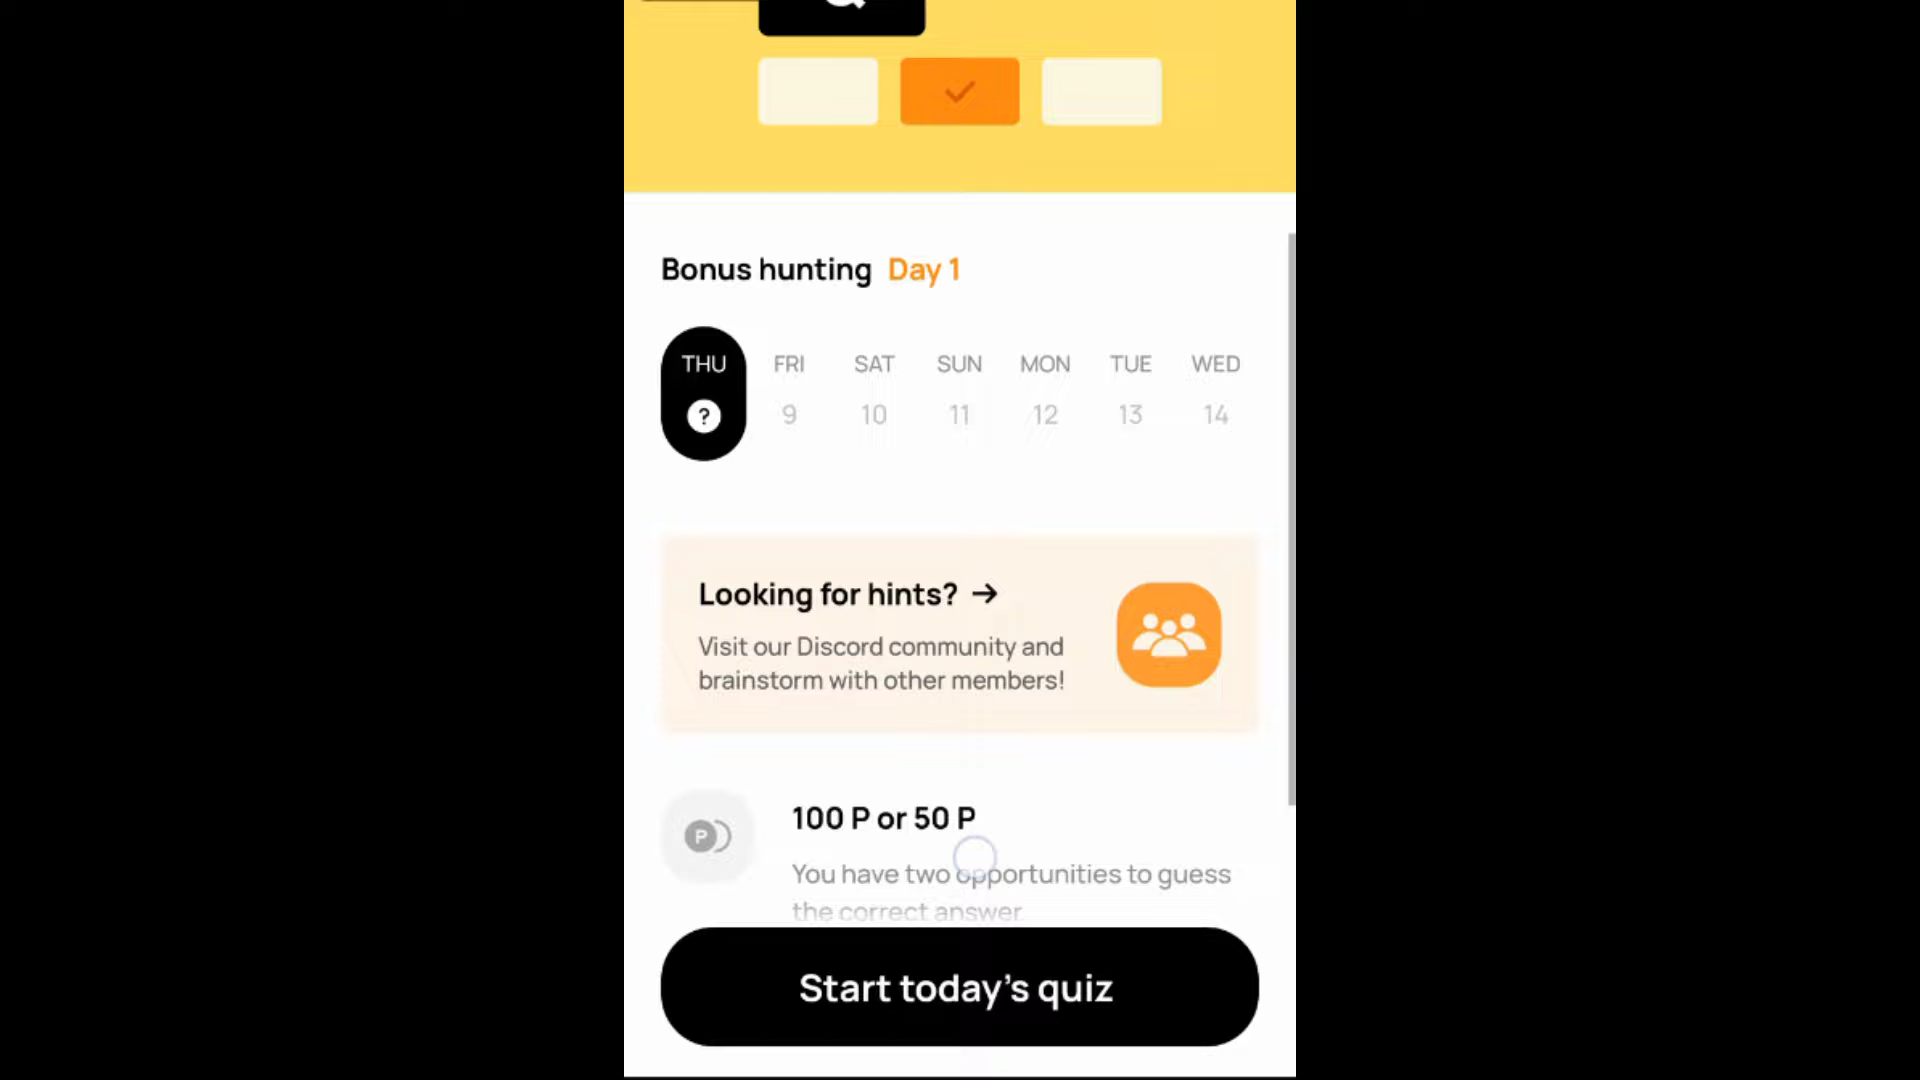 Bonus hunting Day 1
THU FRI SAT SUN MON TUE WED
? 9 10 11 12 13 14
Looking for hints? →
Visit our Discord community and
brainstorm with other members!
P
100 P or 50 P
You have two opportunities to guess
the correct answer
Start today's quiz